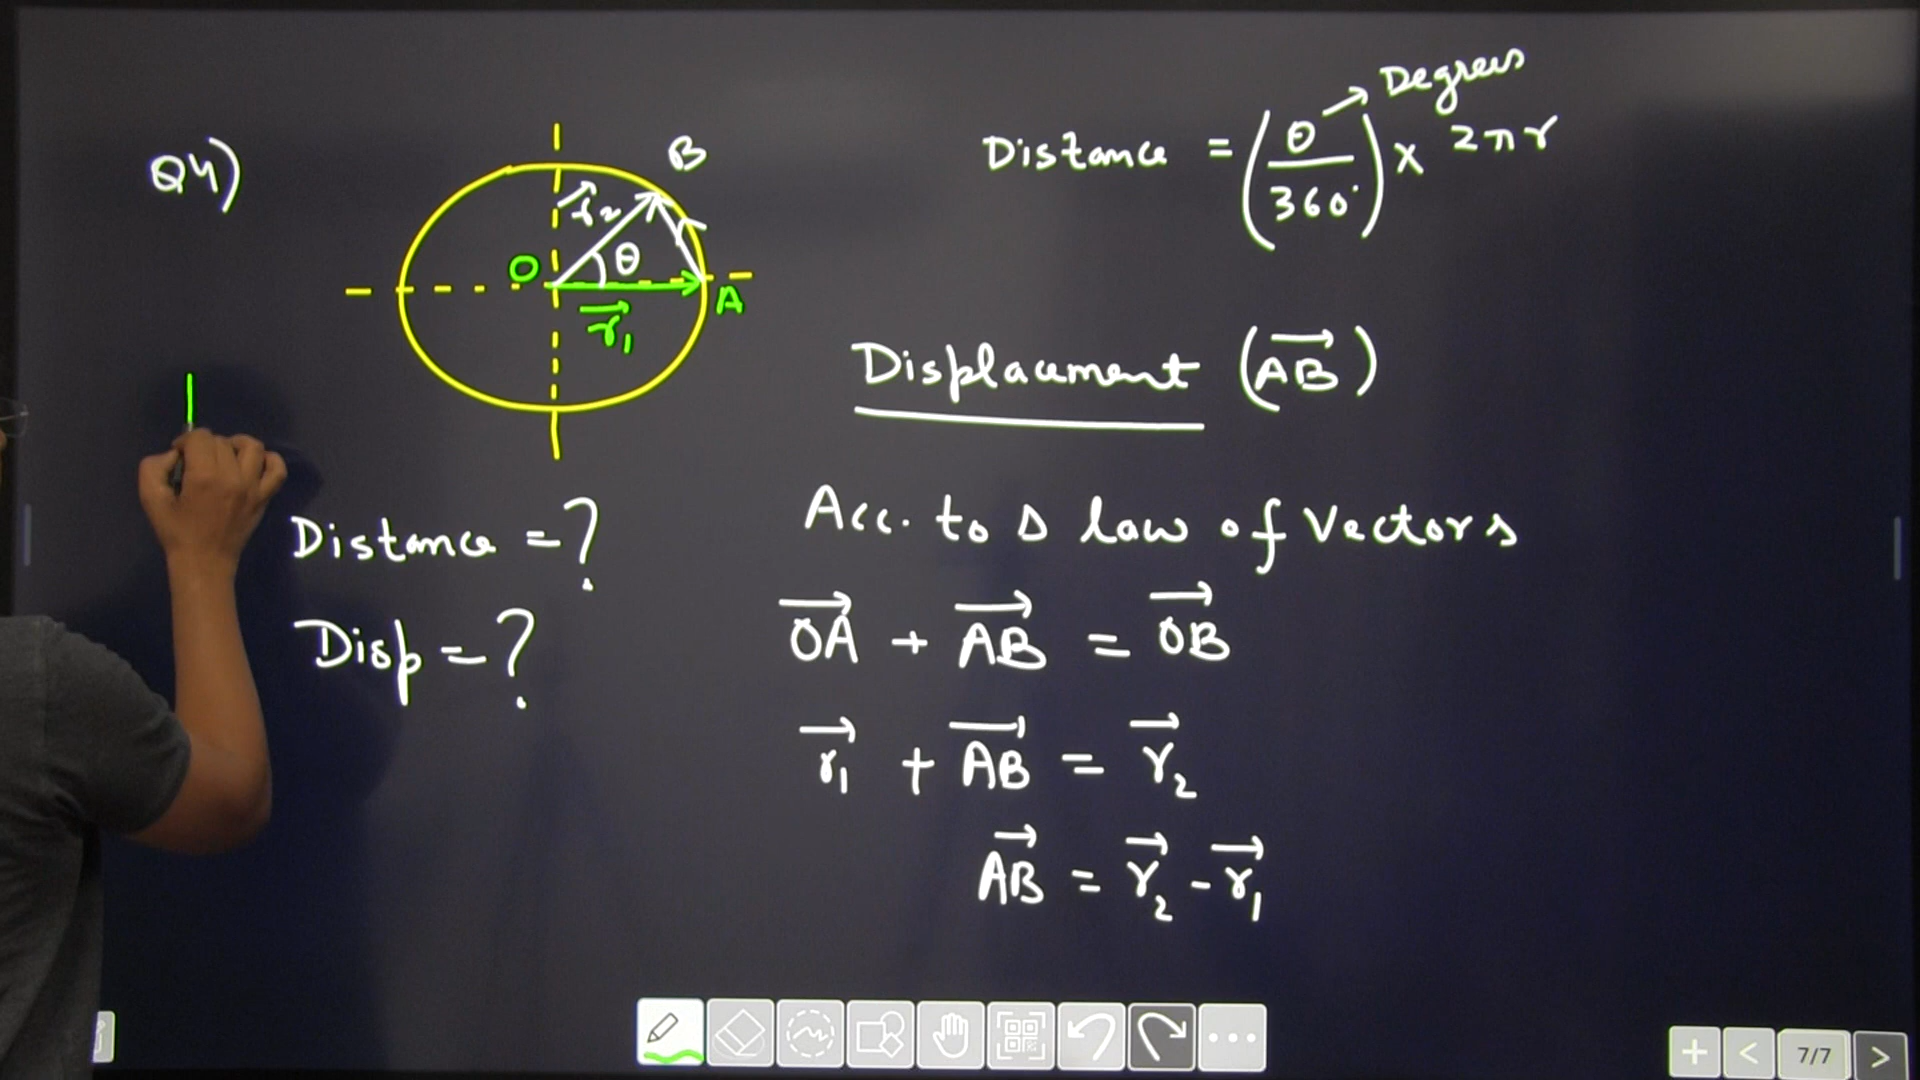 Q4)
B
r₂
θ
O
A
r₁
Distance = (θ/360°) × 2πr
Degrees
Displacement (AB)
Distance = ?
Disp = ?
Acc. to Δ law of Vectors
OA + AB = OB
r₁ + AB = r₂
AB = r₂ - r₁
7/7